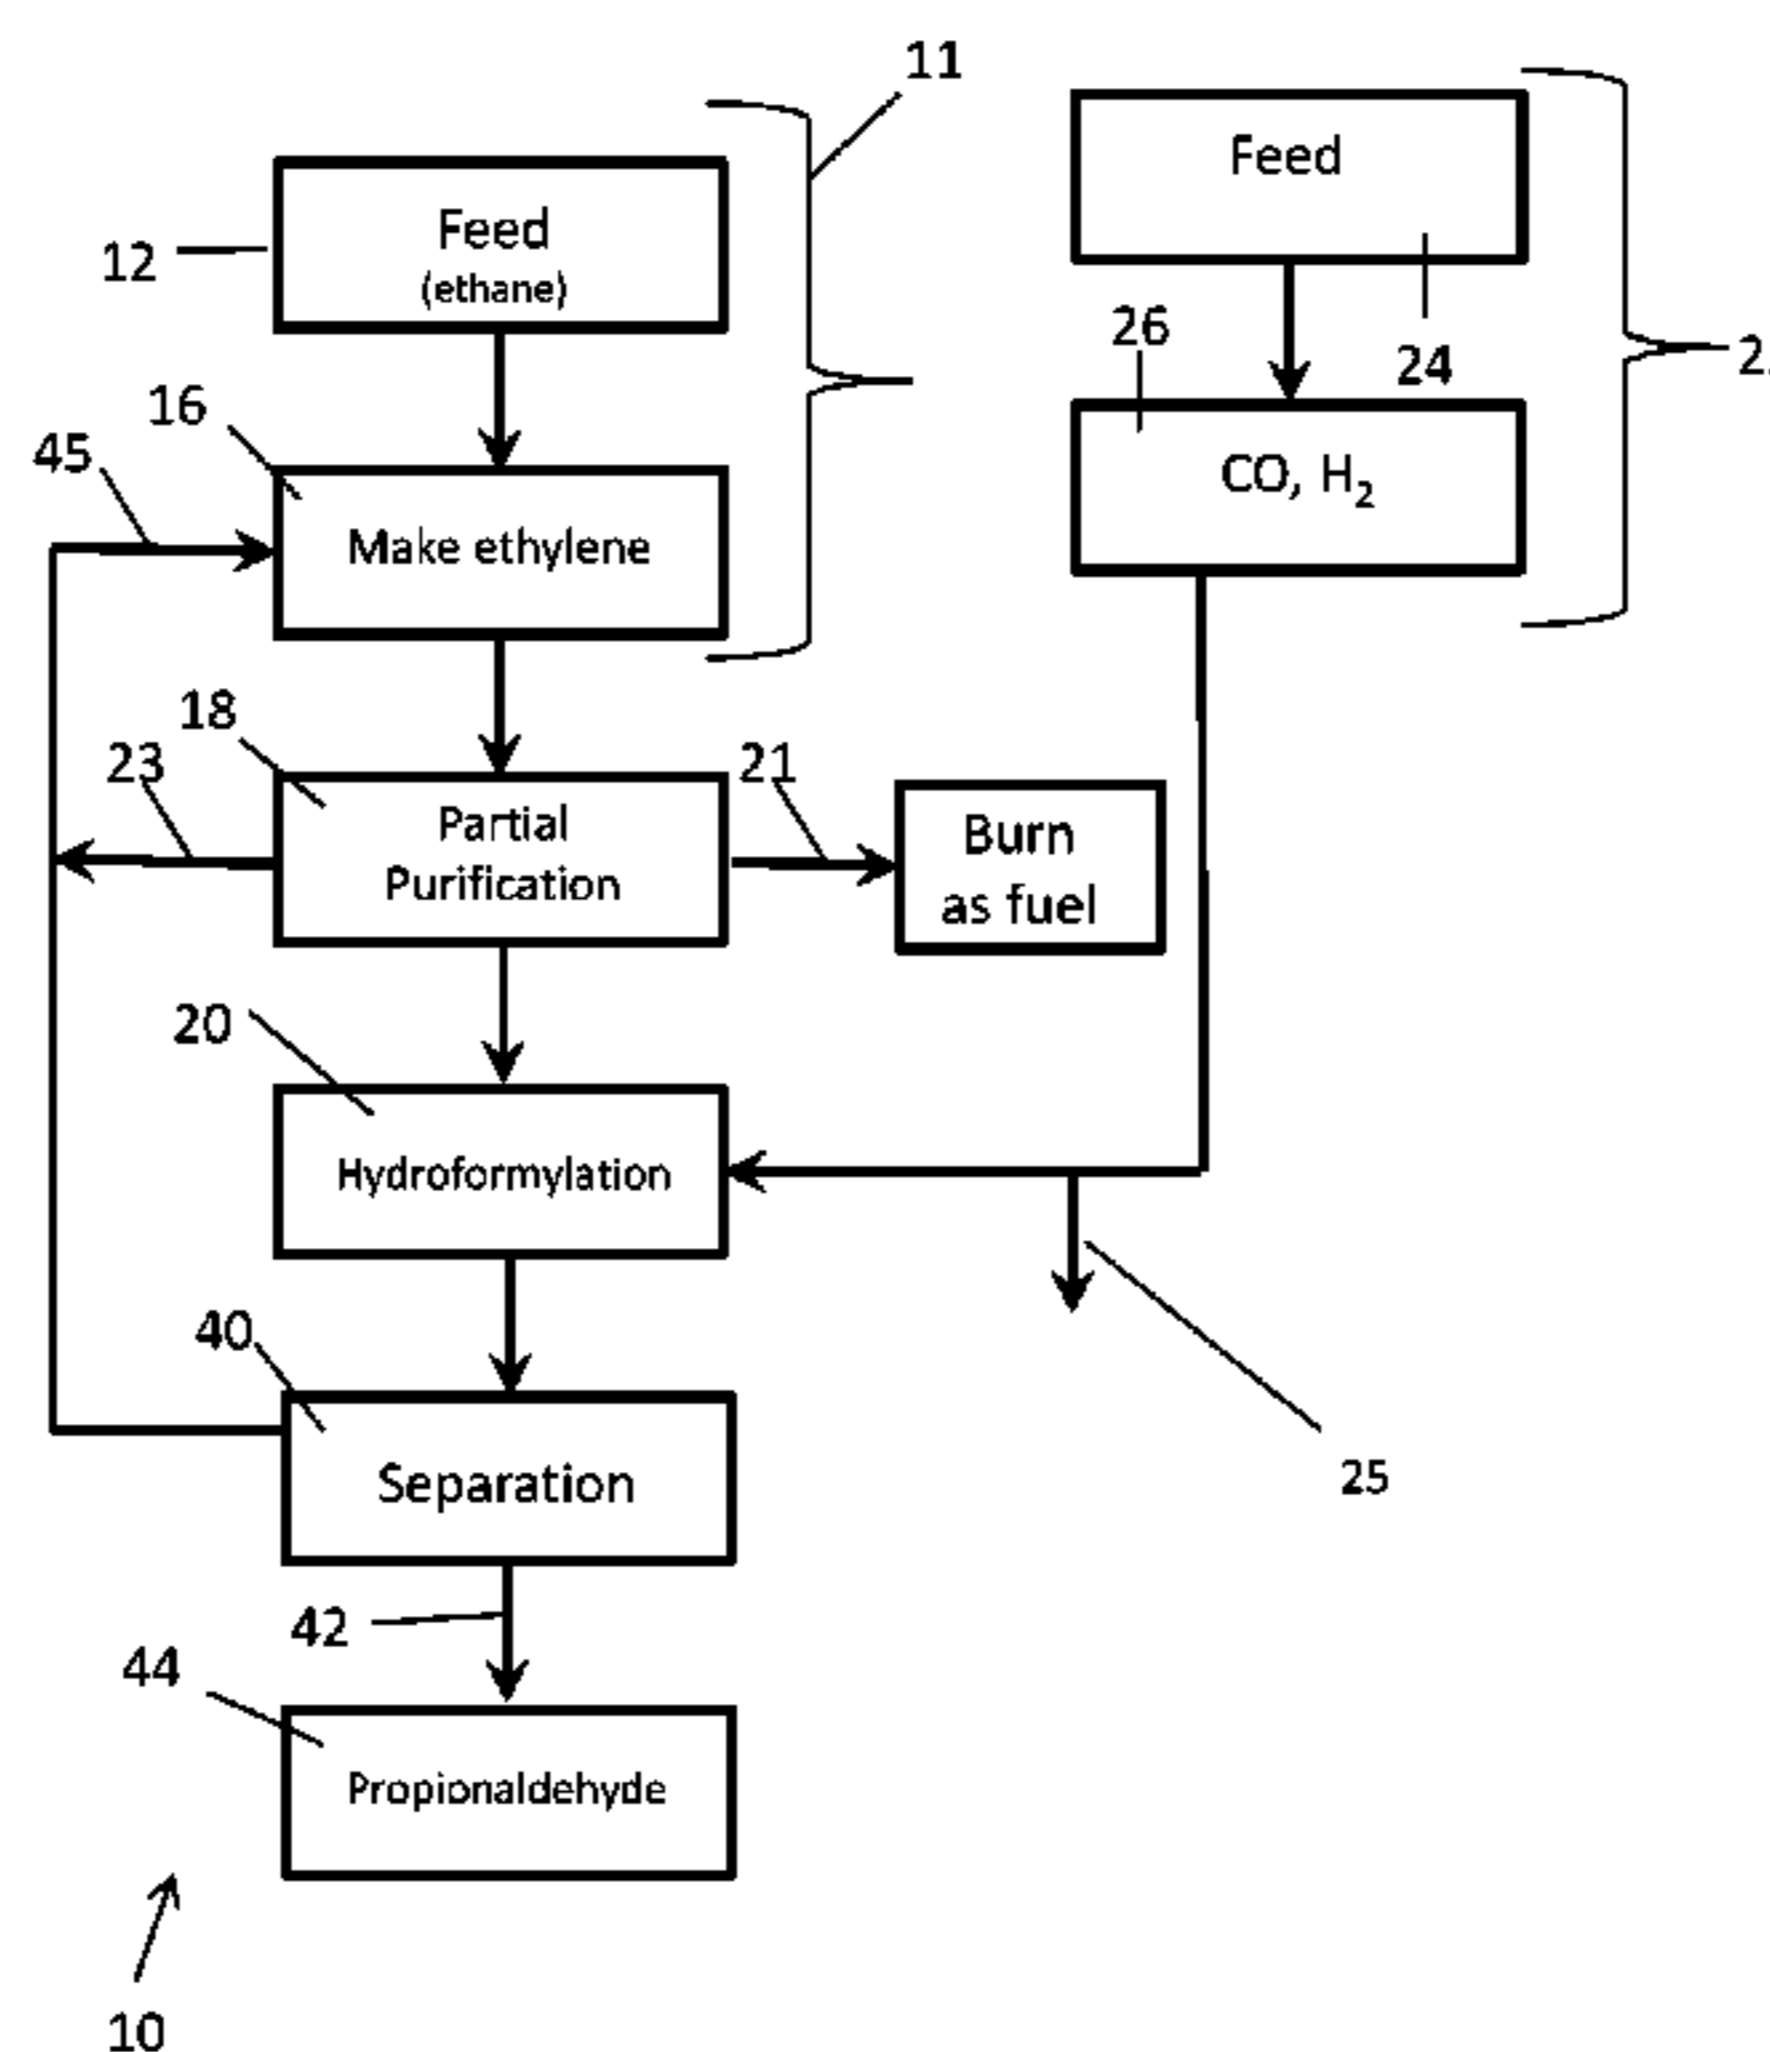 11
Feed
12
Feed
(ethane)
26
24
2
16
45
CO, H₂
Make ethylene
18
23
21
Partial
Purification
Burn
as fuel
20
Hydroformylation
40
25
Separation
42
44
Propionaldehyde
10